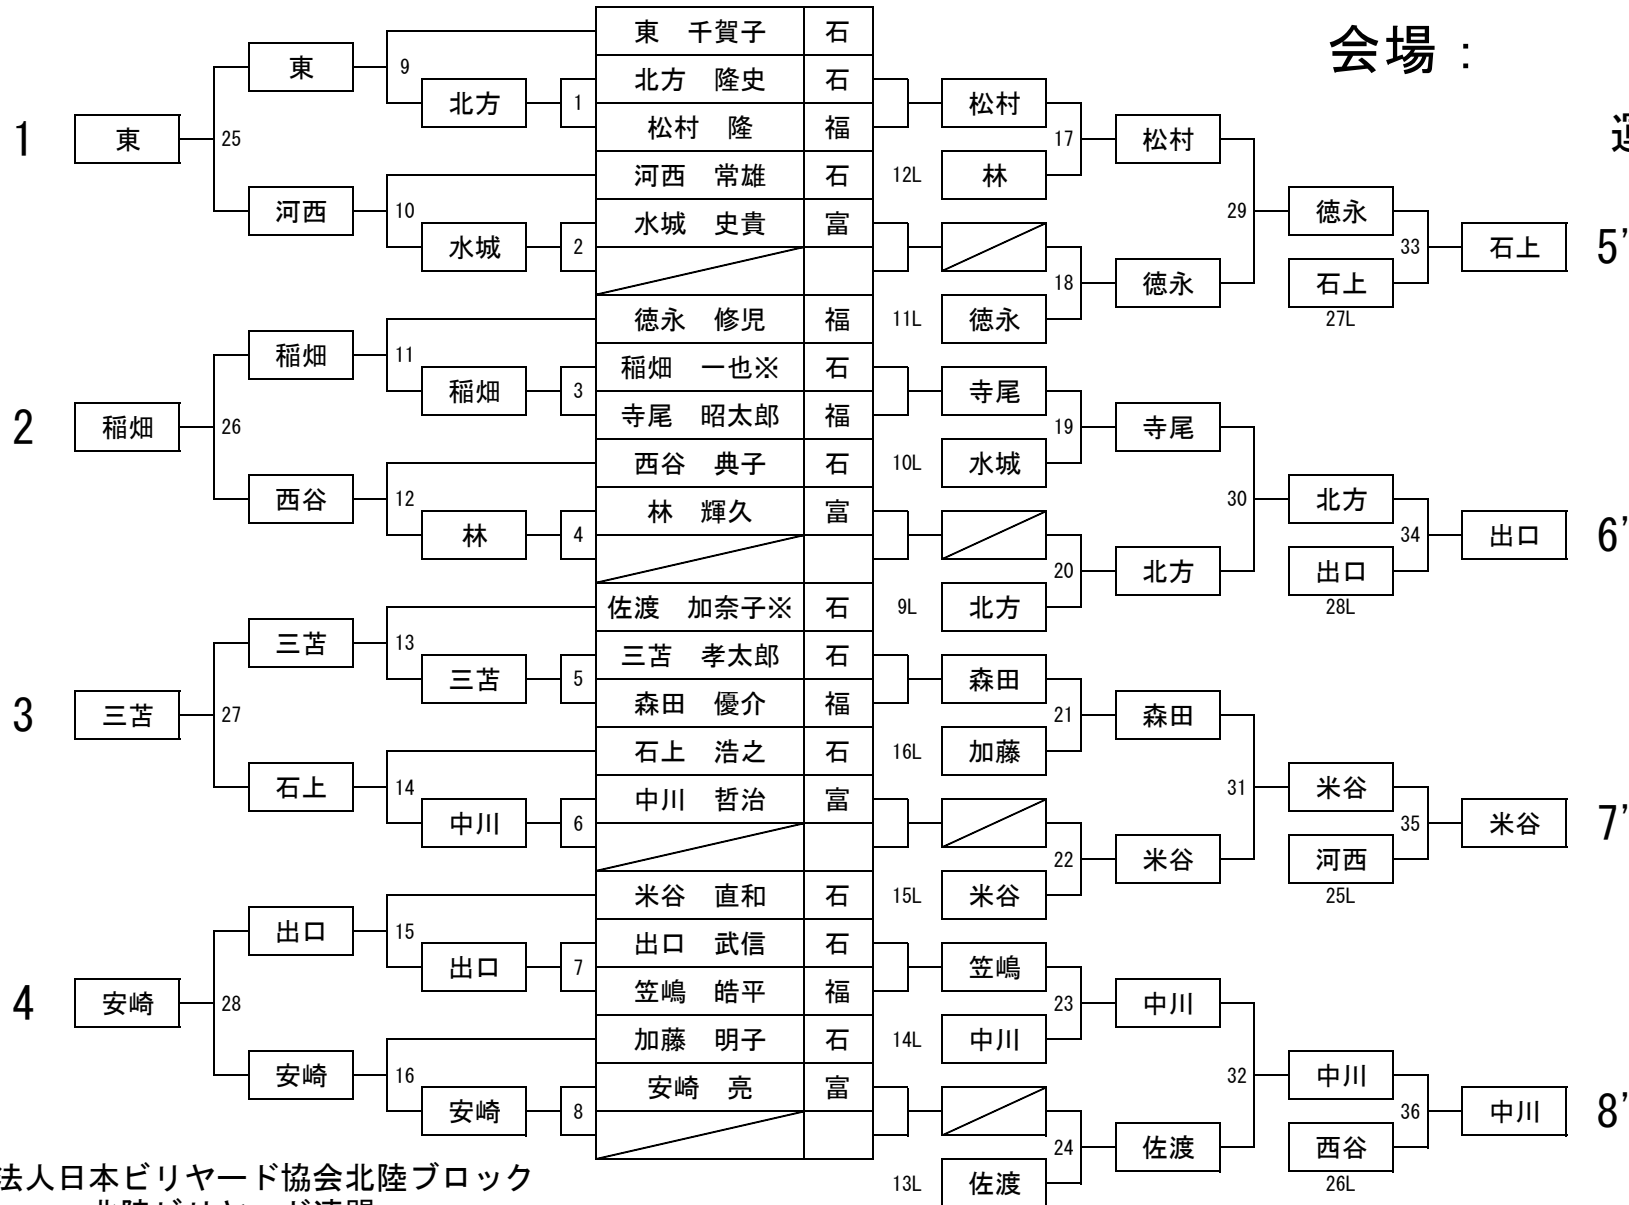 会場：
運
東　千賀子 石
北方　隆史 石
松村　隆 福
河西　常雄 石
水城　史貴 富
徳永　修児 福
稲畑　一也※ 石
寺尾　昭太郎 福
西谷　典子 石
林　輝久 富
佐渡　加奈子※ 石
三苫　孝太郎 石
森田　優介 福
石上　浩之 石
中川　哲治 富
米谷　直和 石
出口　武信 石
笠嶋　皓平 福
加藤　明子 石
安崎　亮 富
1 東
25
東
河西
9
北方
1
10
水城
2
2 稲畑
26
稲畑
西谷
11
稲畑
3
12
林
4
3 三苫
27
三苫
石上
13
三苫
5
14
中川
6
4 安崎
28
出口
安崎
15
出口
7
16
安崎
8
松村
17
12L 林
松村
18
11L 徳永
徳永
29
徳永
33
石上
27L
石上 5'
寺尾
19
10L 水城
寺尾
20
9L 北方
北方
30
北方
34
出口
28L
出口 6'
森田
21
16L 加藤
森田
22
15L 米谷
米谷
31
米谷
35
河西
25L
米谷 7'
笠嶋
23
14L 中川
中川
24
13L 佐渡
佐渡
32
中川
36
西谷
26L
中川 8'
法人日本ビリヤード協会北陸ブロック